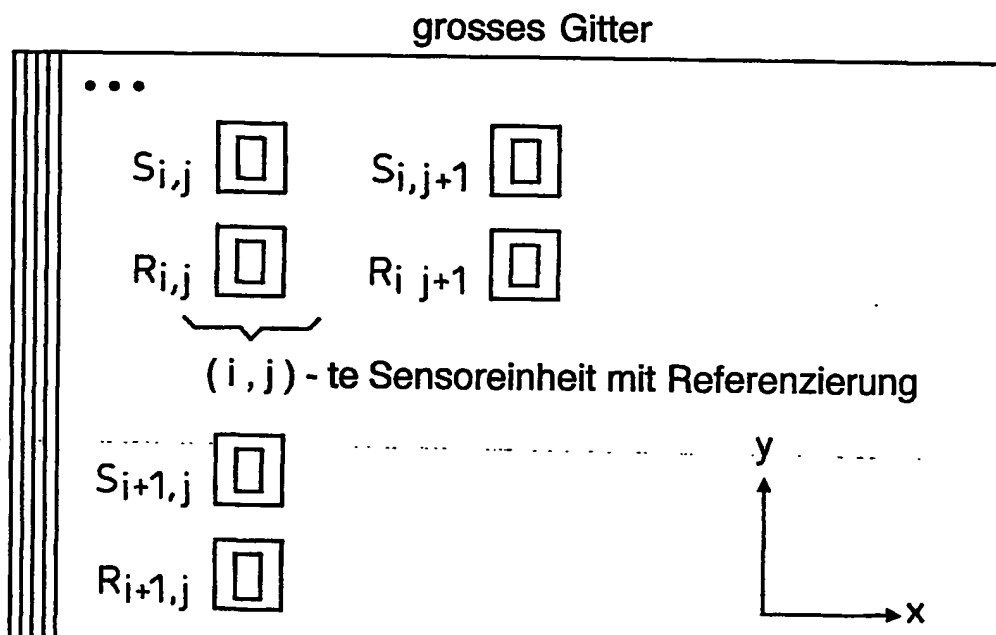 grosses Gitter
• • •
Si,j Si,j+1
Ri,j Ri j+1
(i,j)-te Sensoreinheit mit Referenzierung
y
Si+1,j
Ri+1,j
x